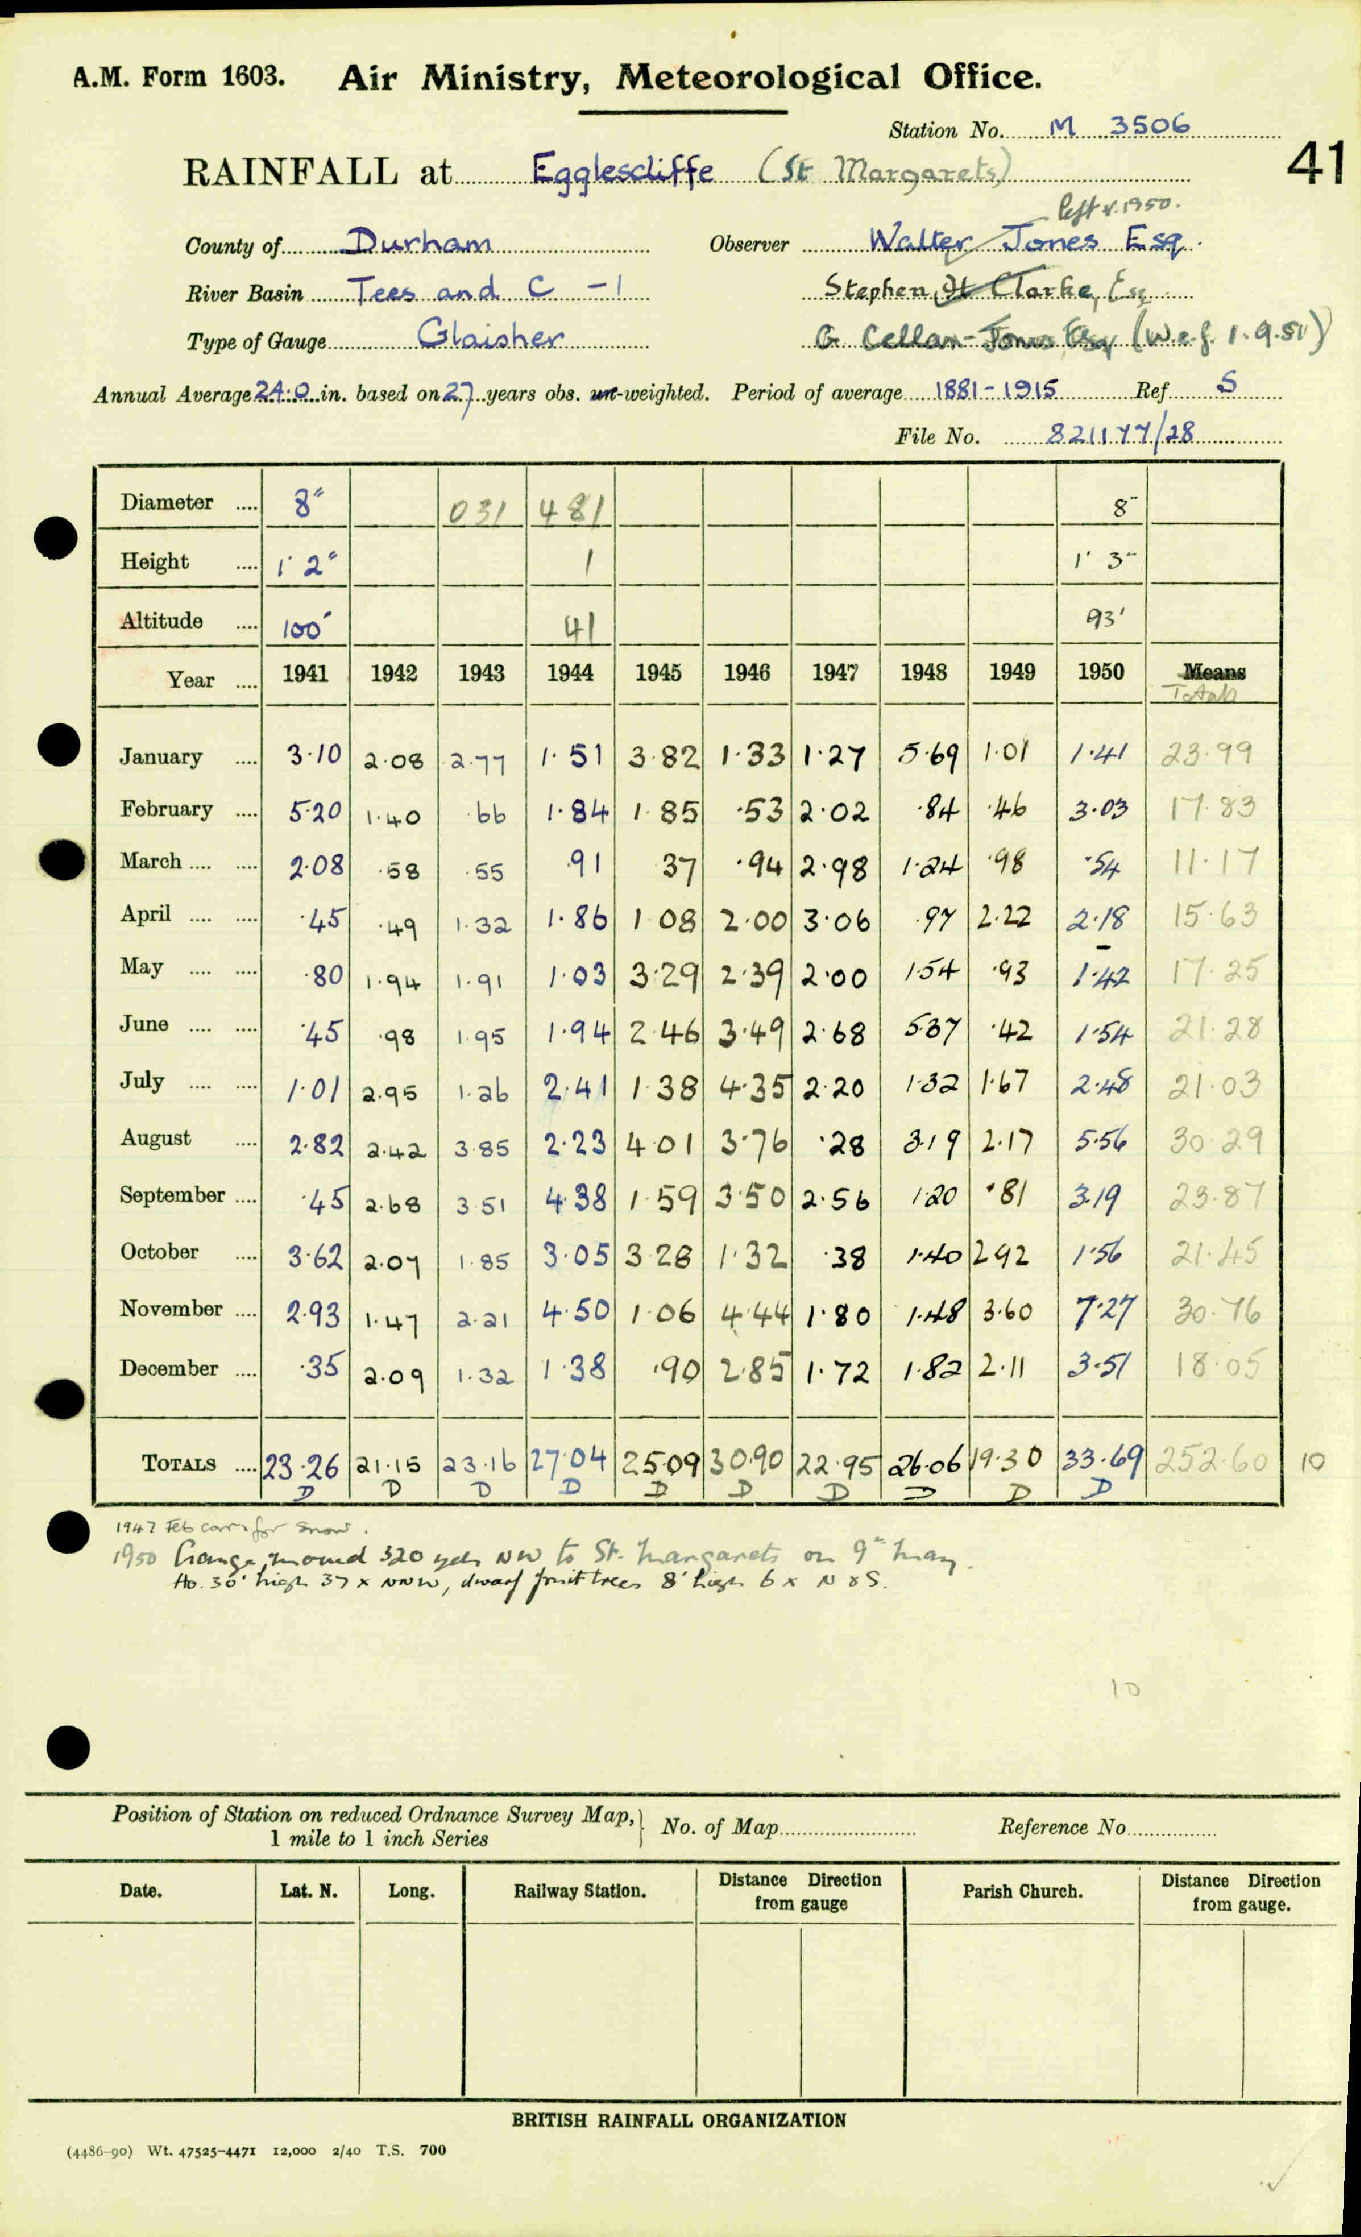 A.M. Form 1603. Air Ministry, Meteorological Office.
Station No. M 3506
41
RAINFALL at Egglescliffe (St Margarets)
left v. 1950.
County of Durham Observer Walter Jones Esq.
River Basin Tees and C - 1 Stephen H Clarke, Esq
Type of Gauge Glaisher G. Cellan-Jones Esq (w.e.f. 1.9.51)
Annual Average 24.0 in. based on 27 years obs. un-weighted. Period of average 1881-1915 Ref S
File No. 821177/28
Diameter .... 8" 031 481 8"
Height .... 1' 2" 1 1' 3"
Altitude .... 100' 41 93'
Year .... 1941 1942 1943 1944 1945 1946 1947 1948 1949 1950 Means
Totals
January .... 3.10 2.08 2.77 1.51 3.82 1.33 1.27 5.69 1.01 1.41 23.99
February .... 5.20 1.40 .66 1.84 1.85 .53 2.02 .84 .46 3.03 17.83
March .... .... 2.08 .58 .55 .91 37 .94 2.98 1.24 .98 .54 11.17
April .... .... .45 .49 1.32 1.86 1 08 2.00 3.06 .97 2.22 2.18 15.63
May .... .... .80 1.94 1.91 1.03 3.29 2.39 2.00 1.54 .93 1.42 17.25
June .... .... .45 .98 1.95 1.94 2.46 3.49 2.68 5.37 .42 1.54 21.28
July .... .... 1.01 2.95 1.26 2.41 1 38 4.35 2.20 1.32 1.67 2.48 21.03
August .... 2.82 2.42 3.85 2.23 4 01 3.76 .28 3.19 2.17 5.56 30.29
September .... .45 2.68 3.51 4.38 1.59 3.50 2.56 1.20 .81 3.19 23.87
October .... 3.62 2.07 1.85 3.05 3.28 1.32 .38 1.40 2.92 1.56 21.45
November .... 2.93 1.47 2.21 4.50 1.06 4.44 1.80 1.48 3.60 7.27 30.76
December .... .35 2.09 1.32 1.38 .90 2.85 1.72 1.82 2.11 3.51 18.05
TOTALS .... 23.26 21.15 23.16 27.04 25.09 30.90 22.95 26.06 19.30 33.69 252.60 10
D D D D D D D D D D
1947 Feb corr. for snow.
1950 Gauge moved 320 yds NW to St. Margarets on 9th May.
Ho. 30' high 37 x NNW, dwarf fruit trees 8' high 6 x N & S.
10
Position of Station on reduced Ordnance Survey Map,
1 mile to 1 inch Series
No. of Map Reference No.
Date. Lat. N. Long. Railway Station. Distance Direction from gauge Parish Church. Distance Direction from gauge.
BRITISH RAINFALL ORGANIZATION
(4486-90) Wt. 47525-4471 12,000 2/40 T.S. 700